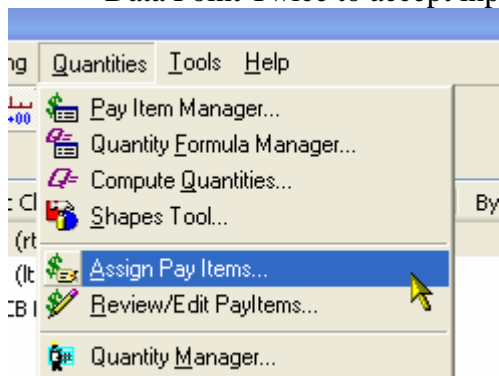 Data Point Twice to accept
ng Quantities Tools Help
+00
Pay Item Manager...
Quantity Formula Manager...
Compute Quantities...
Shapes Tool...
By
(rt
(lt
Assign Pay Items...
Review/Edit PayItems...
Quantity Manager...